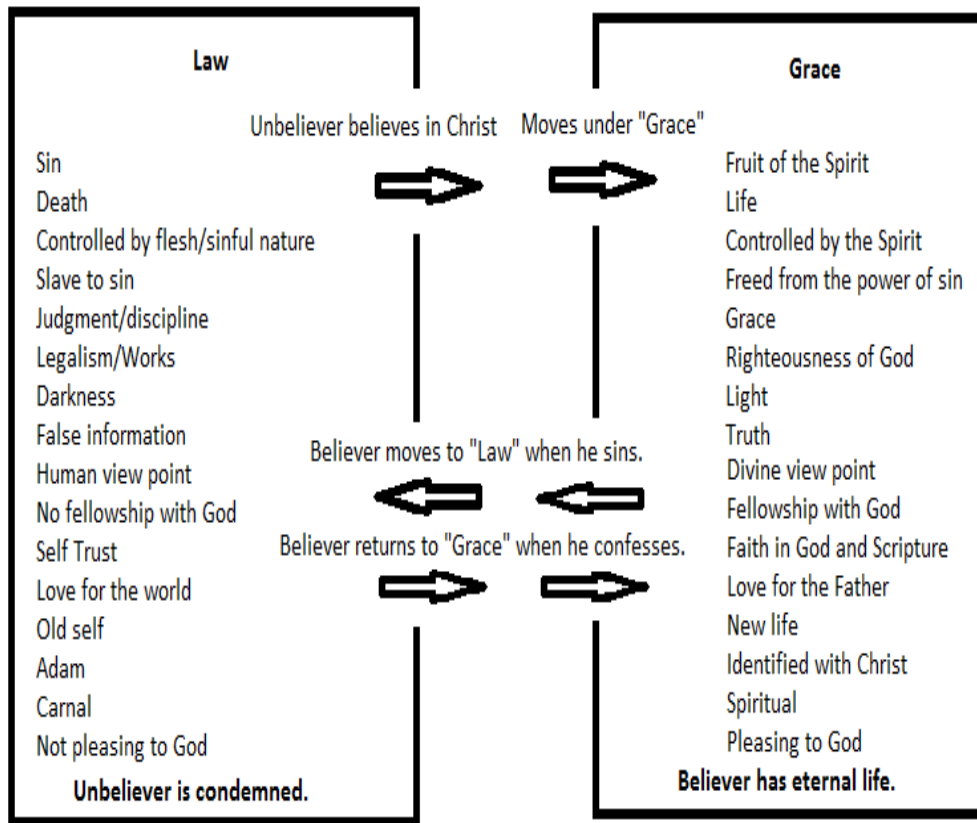 Law
Sin
Death
Controlled by flesh/sinful nature
Slave to sin
Judgment/discipline
Legalism/Works
Darkness
False information
Human view point
No fellowship with God
Self Trust
Love for the world
Old self
Adam
Carnal
Not pleasing to God
Unbeliever is condemned.
Unbeliever believes in Christ
Moves under "Grace"
Believer moves to "Law" when he sins.
Believer returns to "Grace" when he confesses.
Grace
Fruit of the Spirit
Life
Controlled by the Spirit
Freed from the power of sin
Grace
Righteousness of God
Light
Truth
Divine view point
Fellowship with God
Faith in God and Scripture
Love for the Father
New life
Identified with Christ
Spiritual
Pleasing to God
Believer has eternal life.